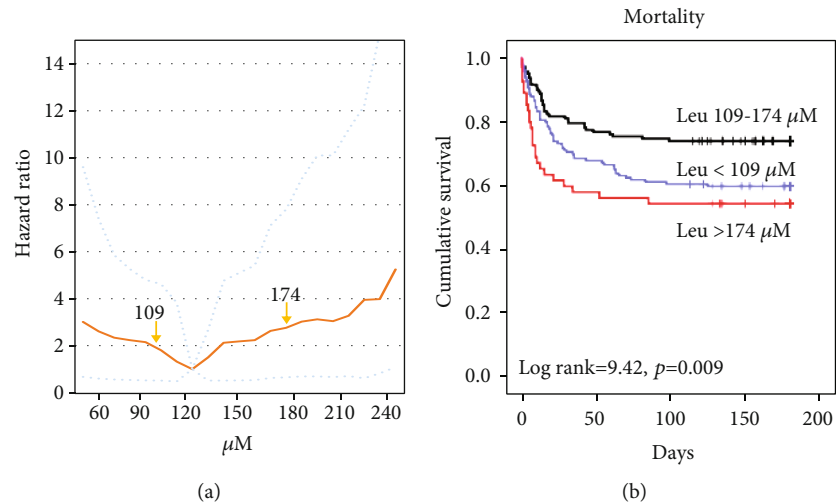 Hazard ratio
14
12
10
8
6
4
2
0
109
174
60
90
120
150
180
210
240
μM
(a)
Mortality
Cumulative survival
1.0
0.8
0.6
0.4
0.2
0.0
Leu 109-174 μM
Leu < 109 μM
Leu >174 μM
Log rank=9.42, p=0.009
0
50
100
150
200
Days
(b)